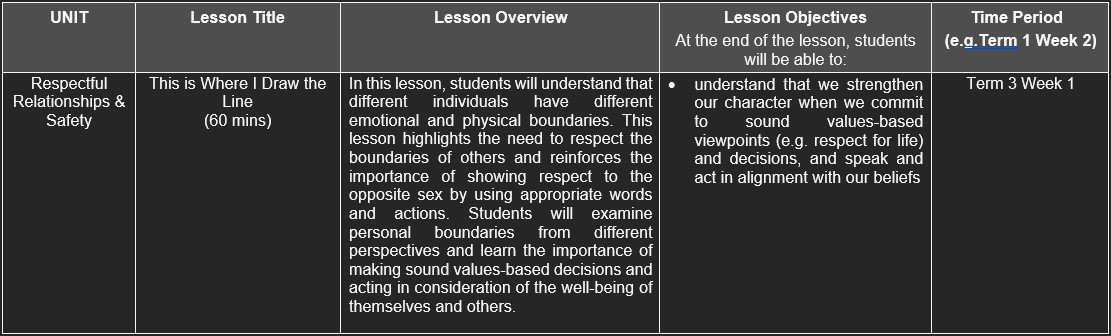 UNIT
Lesson Title
Lesson Overview
Lesson Objectives
At the end of the lesson, students
will be able to:
Time Period
(e.g.Term 1 Week 2)
Respectful
Relationships &
Safety
This is Where I Draw the
Line
(60 mins)
In this lesson, students will understand that
different individuals have different
emotional and physical boundaries. This
lesson highlights the need to respect the
boundaries of others and reinforces the
importance of showing respect to the
opposite sex by using appropriate words
and actions. Students will examine
personal boundaries from different
perspectives and learn the importance of
making sound values-based decisions and
acting in consideration of the well-being of
themselves and others.
• understand that we strengthen
our character when we commit
to sound values-based
viewpoints (e.g. respect for life)
and decisions, and speak and
act in alignment with our beliefs
Term 3 Week 1